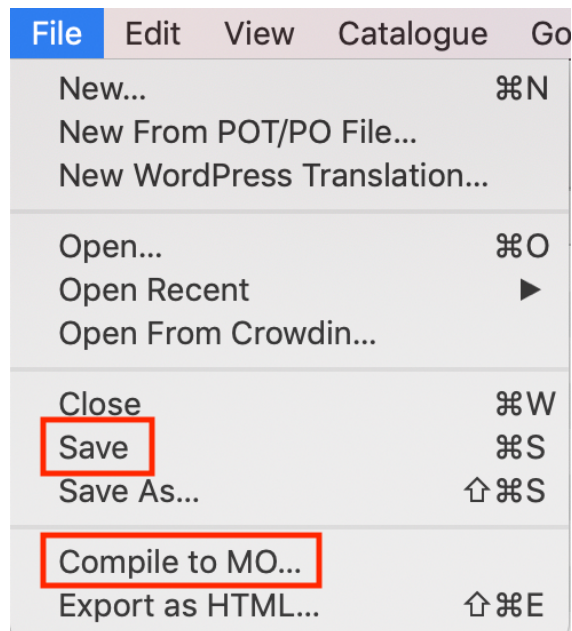 File Edit View Catalogue Go
New... ⌘N
New From POT/PO File...
New WordPress Translation...
Open... ⌘O
Open Recent ▶
Open From Crowdin...
Close ⌘W
Save ⌘S
Save As... ⇧⌘S
Compile to MO...
Export as HTML... ⇧⌘E